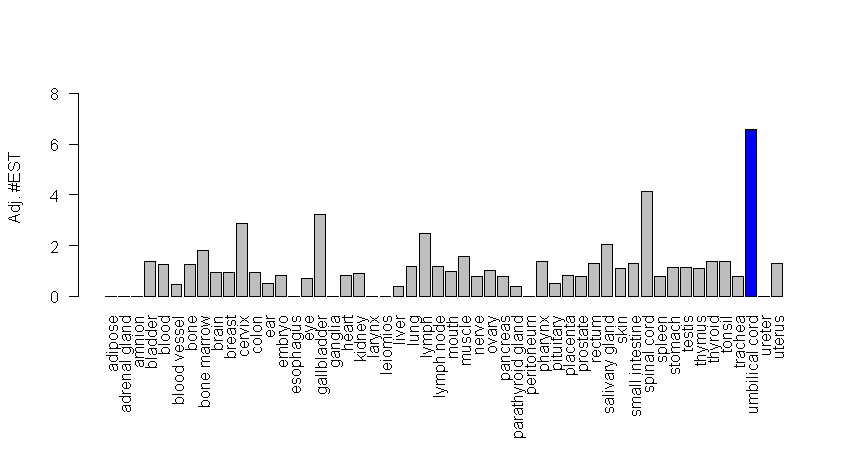 8
6
4
2
0
Adj. #EST
adipose
adrenal gland
amnion
bladder
blood
blood vessel
bone
bone marrow
brain
breast
cervix
colon
ear
embryo
esophagus
eye
gallbladder
ganglia
heart
kidney
larynx
leiomios
liver
lung
lymph
lymph node
mouth
muscle
nerve
ovary
pancreas
parathyroid gland
peritoneum
pharynx
pituitary
placenta
prostate
rectum
salivary gland
skin
small intestine
spinal cord
spleen
stomach
testis
thymus
thyroid
tonsil
trachea
umbilical cord
ureter
uterus